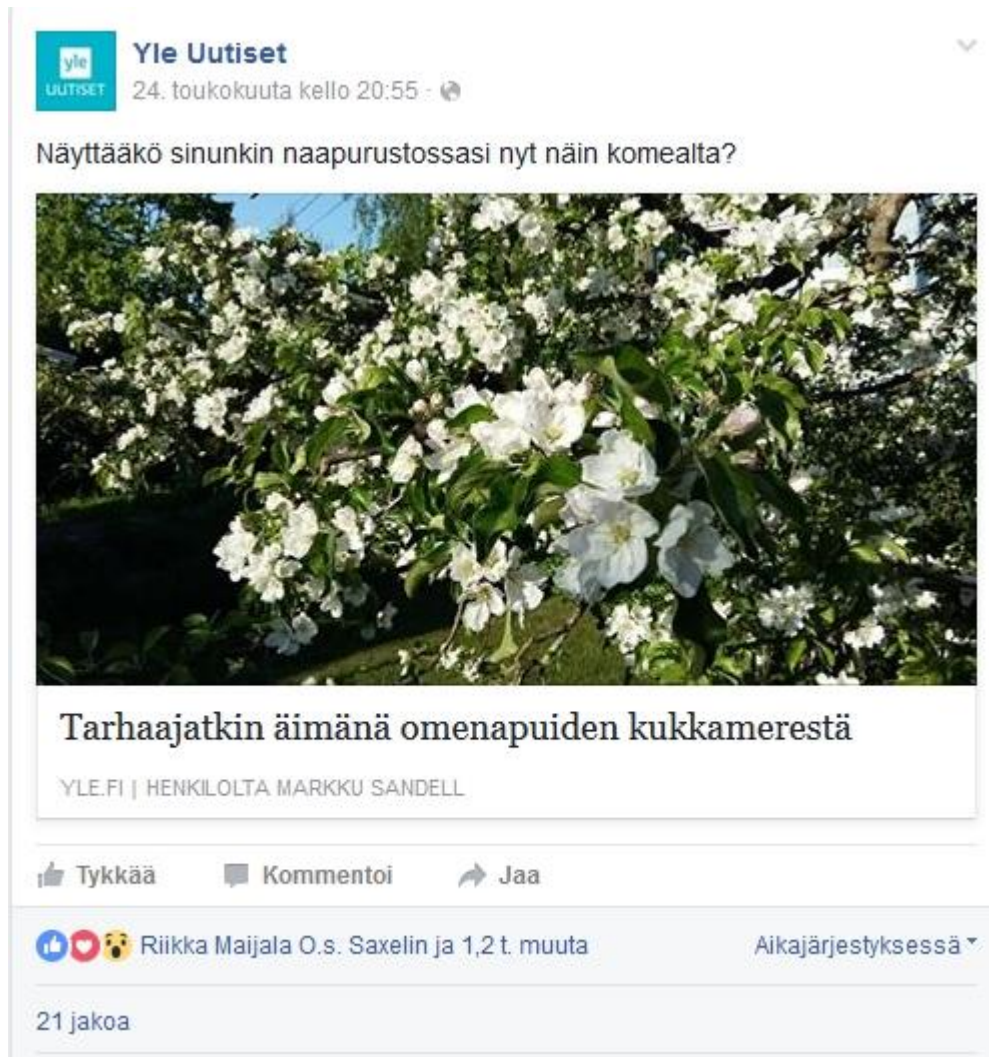 yle
UUTISET
Yle Uutiset
24. toukokuuta kello 20:55 ·
Näyttääkö sinunkin naapurustossasi nyt näin komealta?
Tarhaajatkin äimänä omenapuiden kukkamerestä
YLE.FI | HENKILOLTA MARKKU SANDELL
Tykkää Kommentoi Jaa
Riikka Maijala O.s. Saxelin ja 1,2 t. muuta Aikajärjestyksessä
21 jakoa